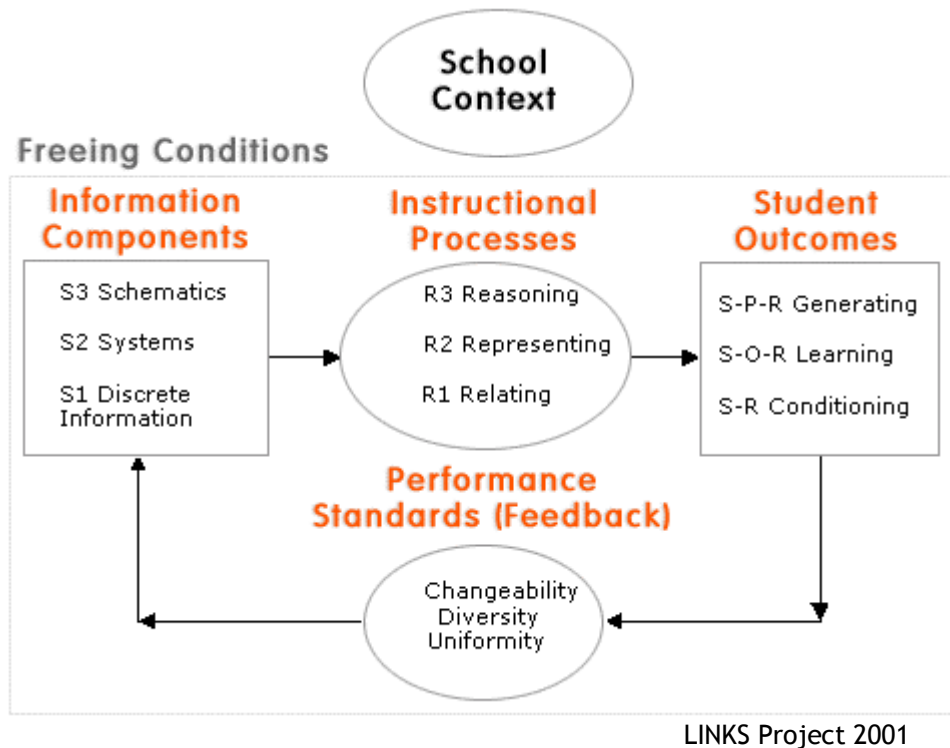 School
Context
Freeing Conditions
Information
Components
S3 Schematics
S2 Systems
S1 Discrete
Information
Instructional
Processes
R3 Reasoning
R2 Representing
R1 Relating
Student
Outcomes
S-P-R Generating
S-O-R Learning
S-R Conditioning
Performance
Standards (Feedback)
Changeability
Diversity
Uniformity
LINKS Project 2001